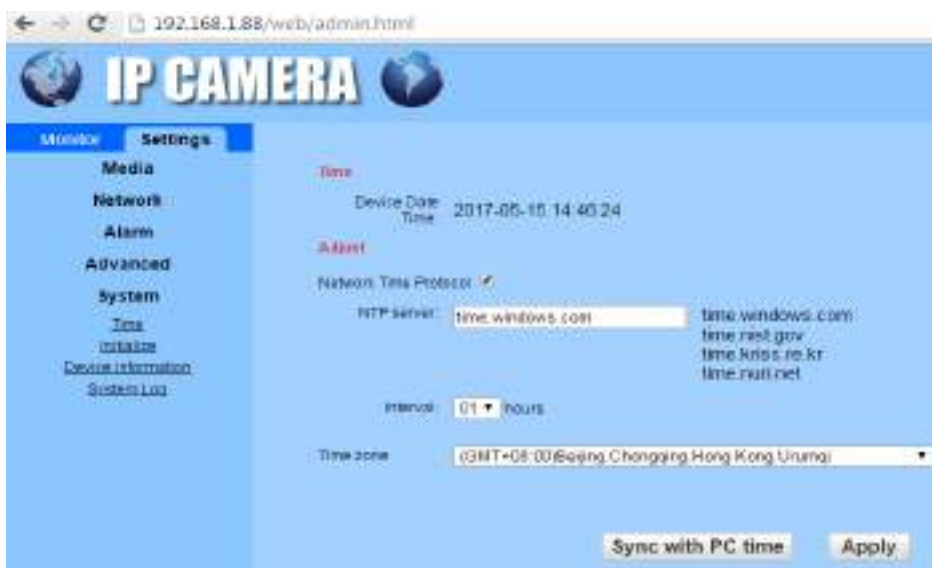 192.168.1.88/web/admin.html
IP CAMERA
Monitor Settings
Media
Network
Alarm
Advanced
System
Time
Initialize
Device Information
System Log
Time
Device Date Time 2017-05-15 14:46:24
Adjust
Network Time Protocol
NTP server time.windows.com
time.windows.com
time.nist.gov
time.kriss.re.kr
time.nuri.net
Interval 01 hours
Time zone (GMT+08:00)Beijing,Chongqing,Hong Kong,Urumqi
Sync with PC time Apply